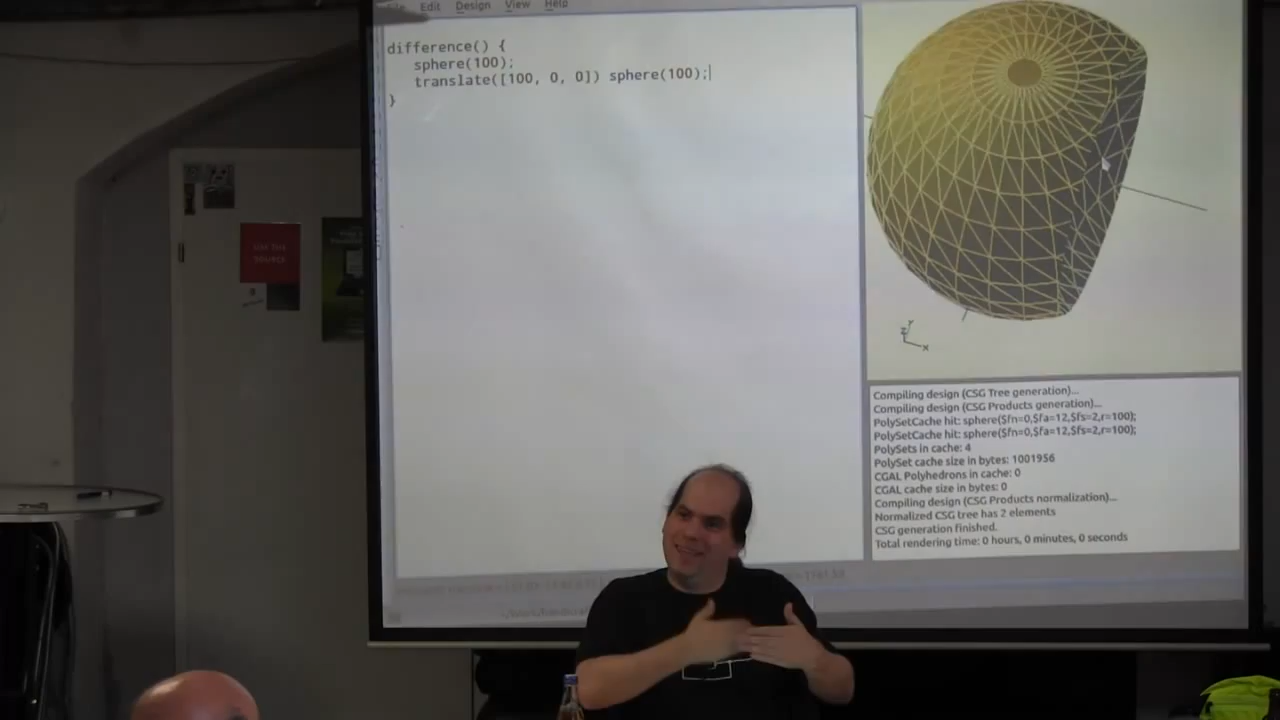 File Edit Design View Help
difference() {
sphere(100);
translate([100, 0, 0]) sphere(100);
}
USE THE
SOURCE
z y
x
Compiling design (CSG Tree generation)...
Compiling design (CSG Products generation)...
PolySetCache hit: sphere($fn=0,$fa=12,$fs=2,r=100);
PolySetCache hit: sphere($fn=0,$fa=12,$fs=2,r=100);
PolySets in cache: 4
PolySet cache size in bytes: 1001956
CGAL Polyhedrons in cache: 0
CGAL cache size in bytes: 0
Compiling design (CSG Products normalization)...
Normalized CSG tree has 2 elements
CSG generation finished.
Total rendering time: 0 hours, 0 minutes, 0 seconds